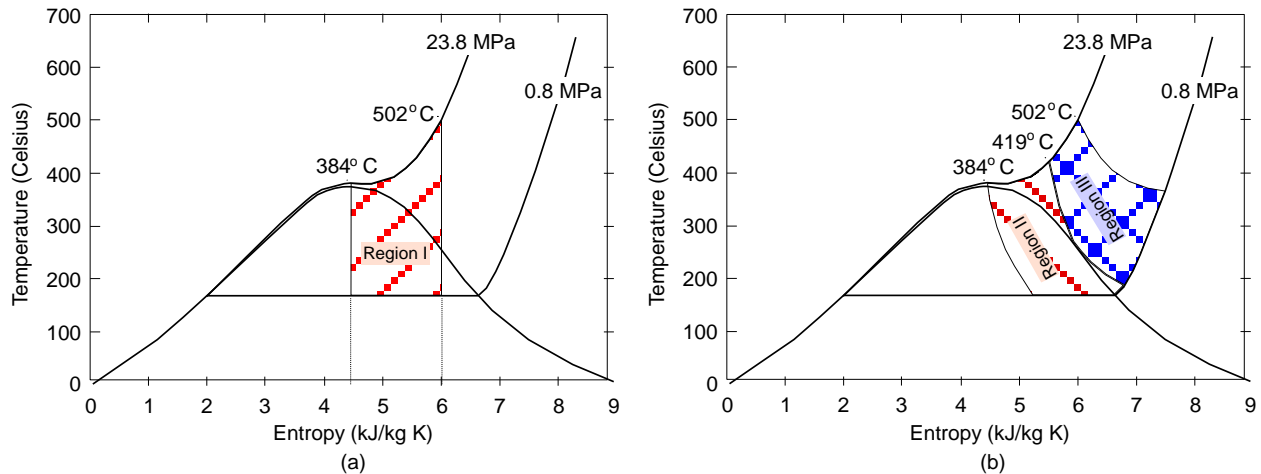 700
600
500
400
300
200
100
0
Temperature (Celsius)
23.8 MPa
0.8 MPa
502° C
384° C
Region I
0 1 2 3 4 5 6 7 8 9
Entropy (kJ/kg K)
(a)
700
600
500
400
300
200
100
0
Temperature (Celsius)
23.8 MPa
0.8 MPa
502° C
419° C
384° C
Region III
Region II
0 1 2 3 4 5 6 7 8 9
Entropy (kJ/kg K)
(b)